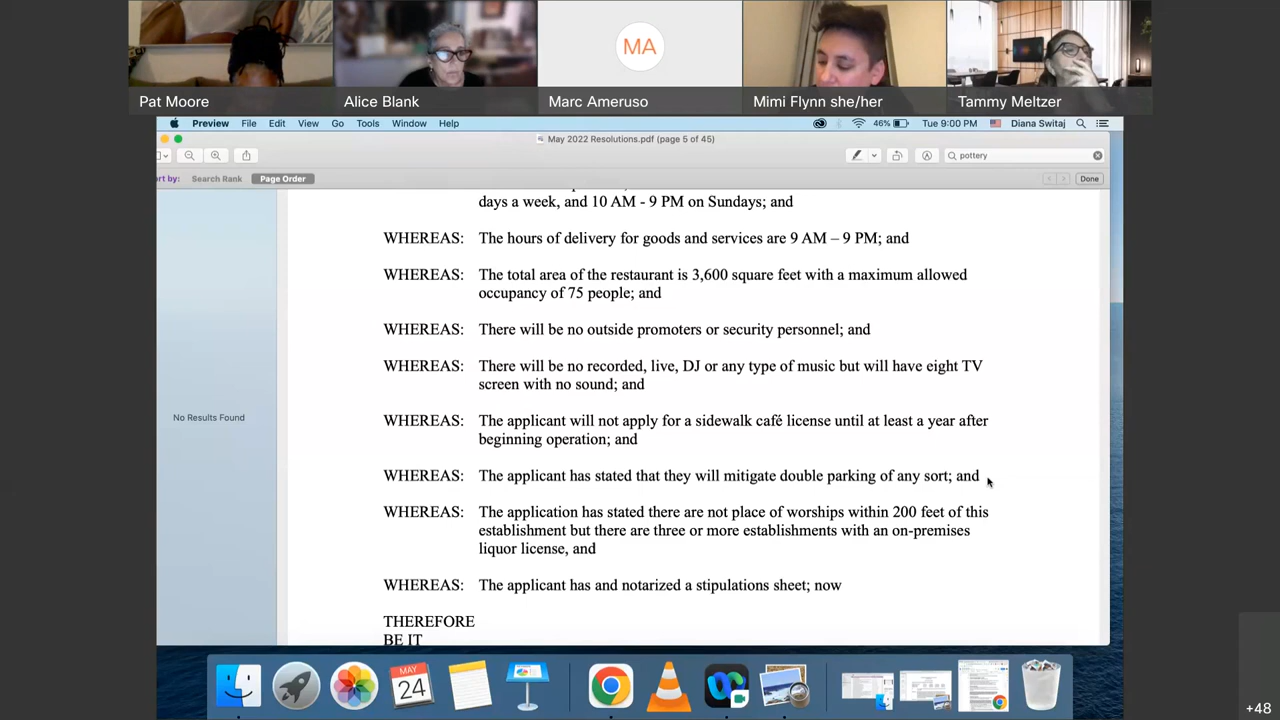 MA
Pat Moore
Alice Blank
Marc Ameruso
Mimi Flynn she/her
Tammy Meltzer
Preview File Edit View Go Tools Window Help
46% Tue 9:00 PM Diana Switaj
May 2022 Resolutions.pdf (page 5 of 45)
pottery
ort by: Search Rank Page Order
Done
days a week, and 10 AM - 9 PM on Sundays; and
WHEREAS: The hours of delivery for goods and services are 9 AM – 9 PM; and
WHEREAS: The total area of the restaurant is 3,600 square feet with a maximum allowed
occupancy of 75 people; and
WHEREAS: There will be no outside promoters or security personnel; and
WHEREAS: There will be no recorded, live, DJ or any type of music but will have eight TV
screen with no sound; and
No Results Found
WHEREAS: The applicant will not apply for a sidewalk café license until at least a year after
beginning operation; and
WHEREAS: The applicant has stated that they will mitigate double parking of any sort; and
WHEREAS: The application has stated there are not place of worships within 200 feet of this
establishment but there are three or more establishments with an on-premises
liquor license, and
WHEREAS: The applicant has and notarized a stipulations sheet; now
THEREFORE
BE IT
MAY
24
+48